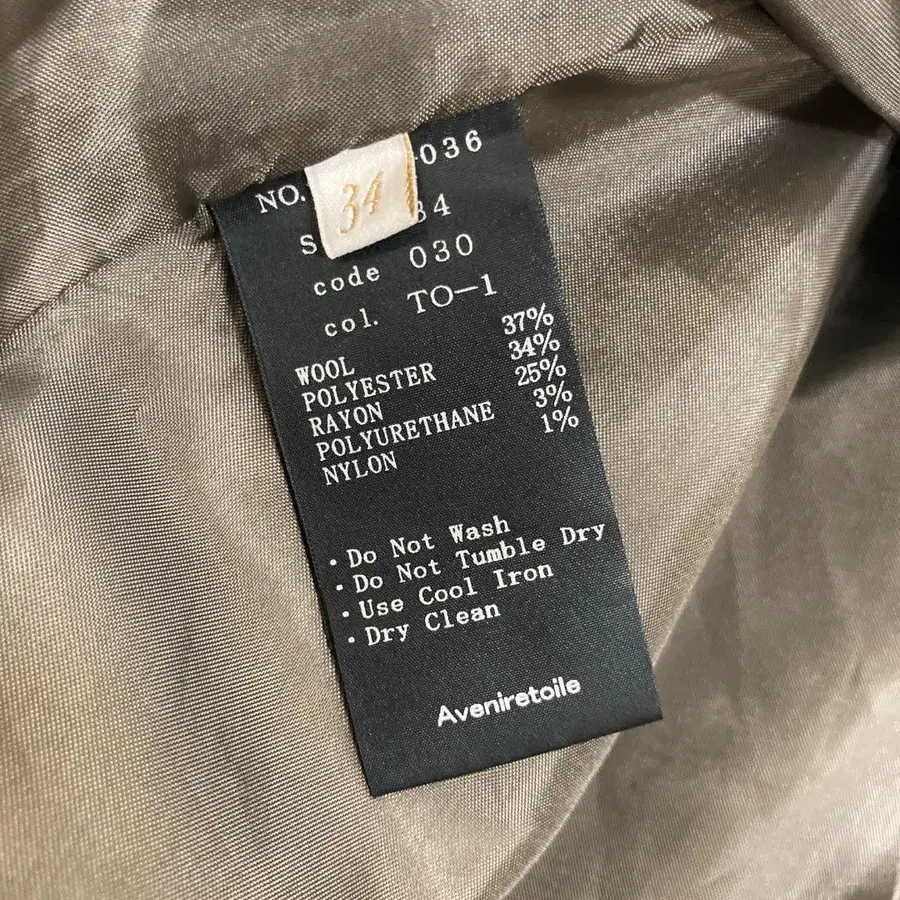 NO. 036
34
S 34
code 030
col. TO-1
WOOL 37%
POLYESTER 34%
RAYON 25%
POLYURETHANE 3%
NYLON 1%
· Do Not Wash
· Do Not Tumble Dry
· Use Cool Iron
· Dry Clean
Aveniretoile